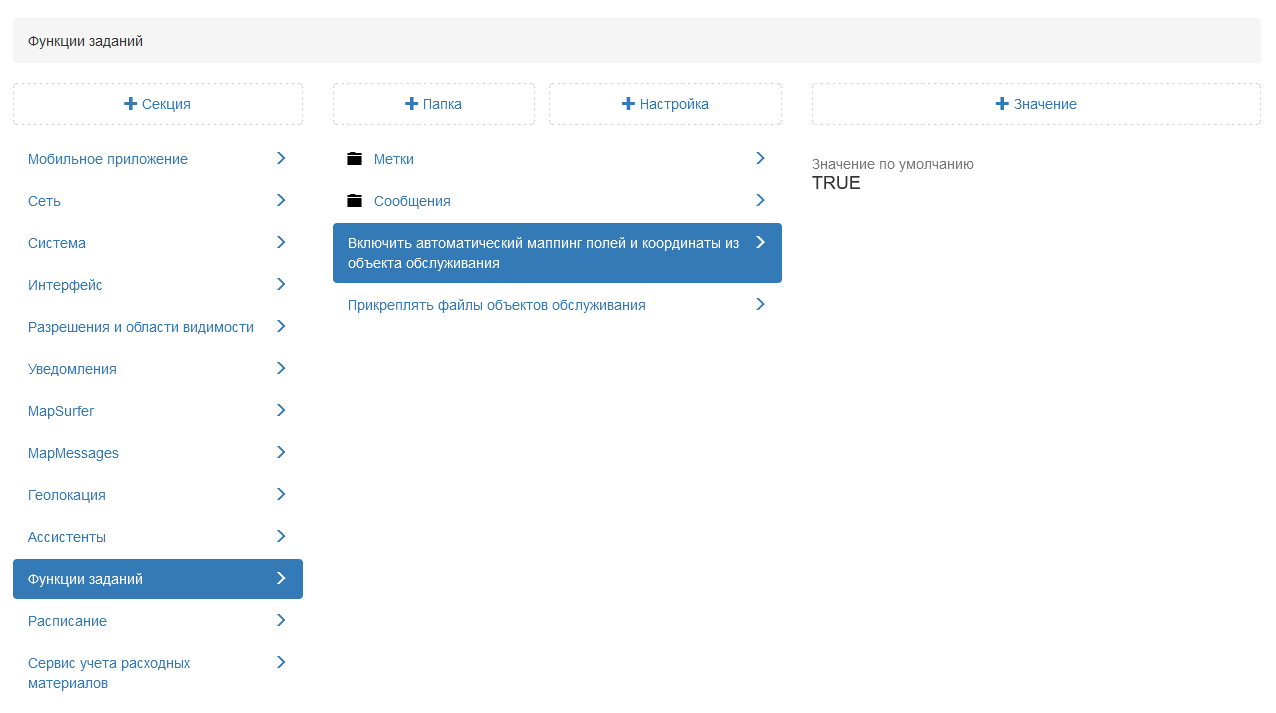 Функции заданий
Секция
Папка
Настройка
Значение
Мобильное приложение
Сеть
Система
Интерфейс
Разрешения и области видимости
Уведомления
MapSurfer
MapMessages
Геолокация
Ассистенты
Функции заданий
Расписание
Сервис учета расходных
материалов
Метки
Сообщения
Включить автоматический маппинг полей и координаты из
объекта обслуживания
Прикреплять файлы объектов обслуживания
Значение по умолчанию
TRUE